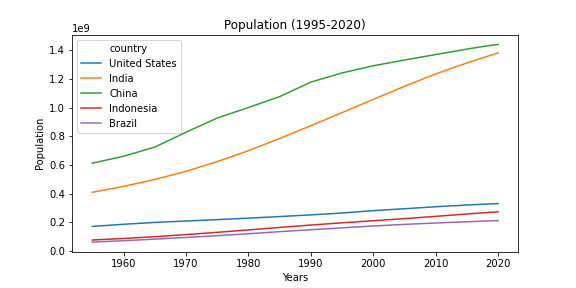 Population (1995-2020)
1e9
country
United States
India
China
Indonesia
Brazil
1.4
1.2
1.0
0.8
0.6
0.4
0.2
0.0
Population
1960
1970
1980
1990
2000
2010
2020
Years